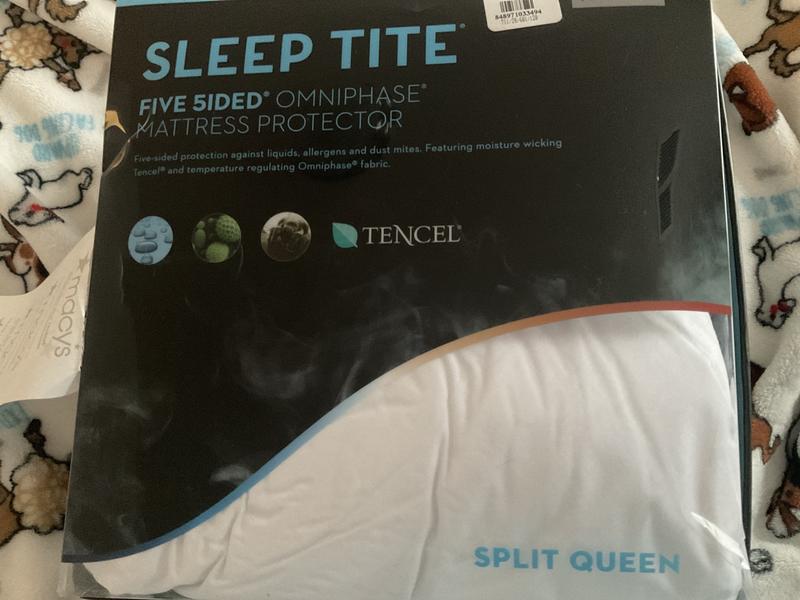 848971033494
SLEEP TITE®
FIVE 5IDED® OMNIPHASE®
MATTRESS PROTECTOR
Five-sided protection against liquids, allergens and dust mites. Featuring moisture wicking
Tencel® and temperature regulating Omniphase® fabric.
TENCEL®
macys
SPLIT QUEEN